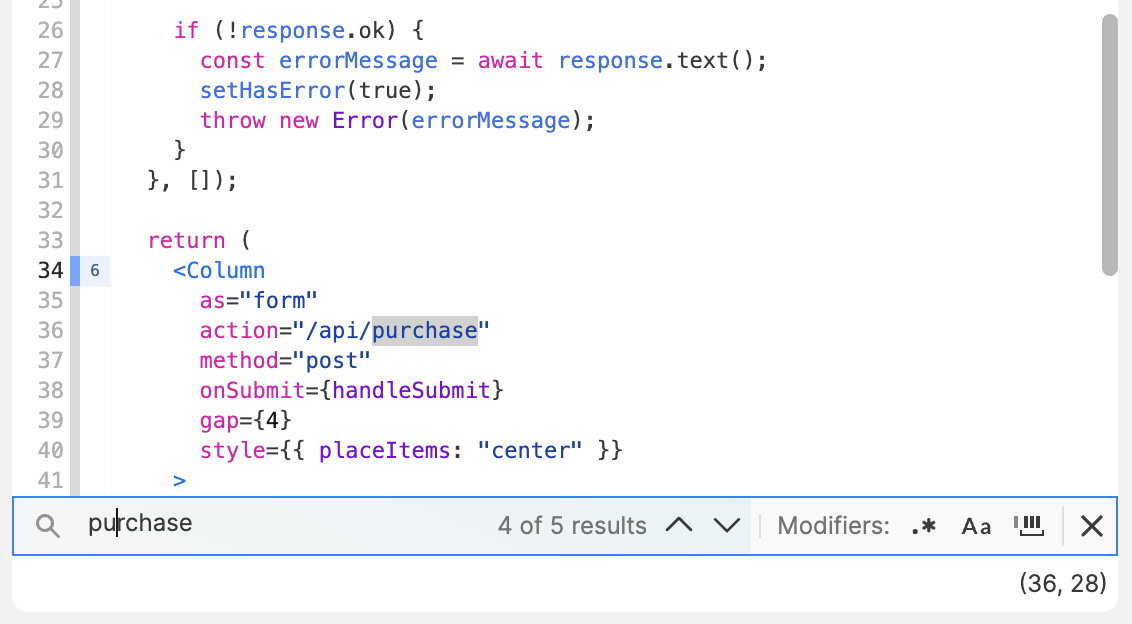 25
26 if (!response.ok) {
27 const errorMessage = await response.text();
28 setHasError(true);
29 throw new Error(errorMessage);
30 }
31 }, []);
32
33 return (
34 6 <Column
35 as="form"
36 action="/api/purchase"
37 method="post"
38 onSubmit={handleSubmit}
39 gap={4}
40 style={{ placeItems: "center" }}
41 >
purchase 4 of 5 results Modifiers: .* Aa
(36, 28)